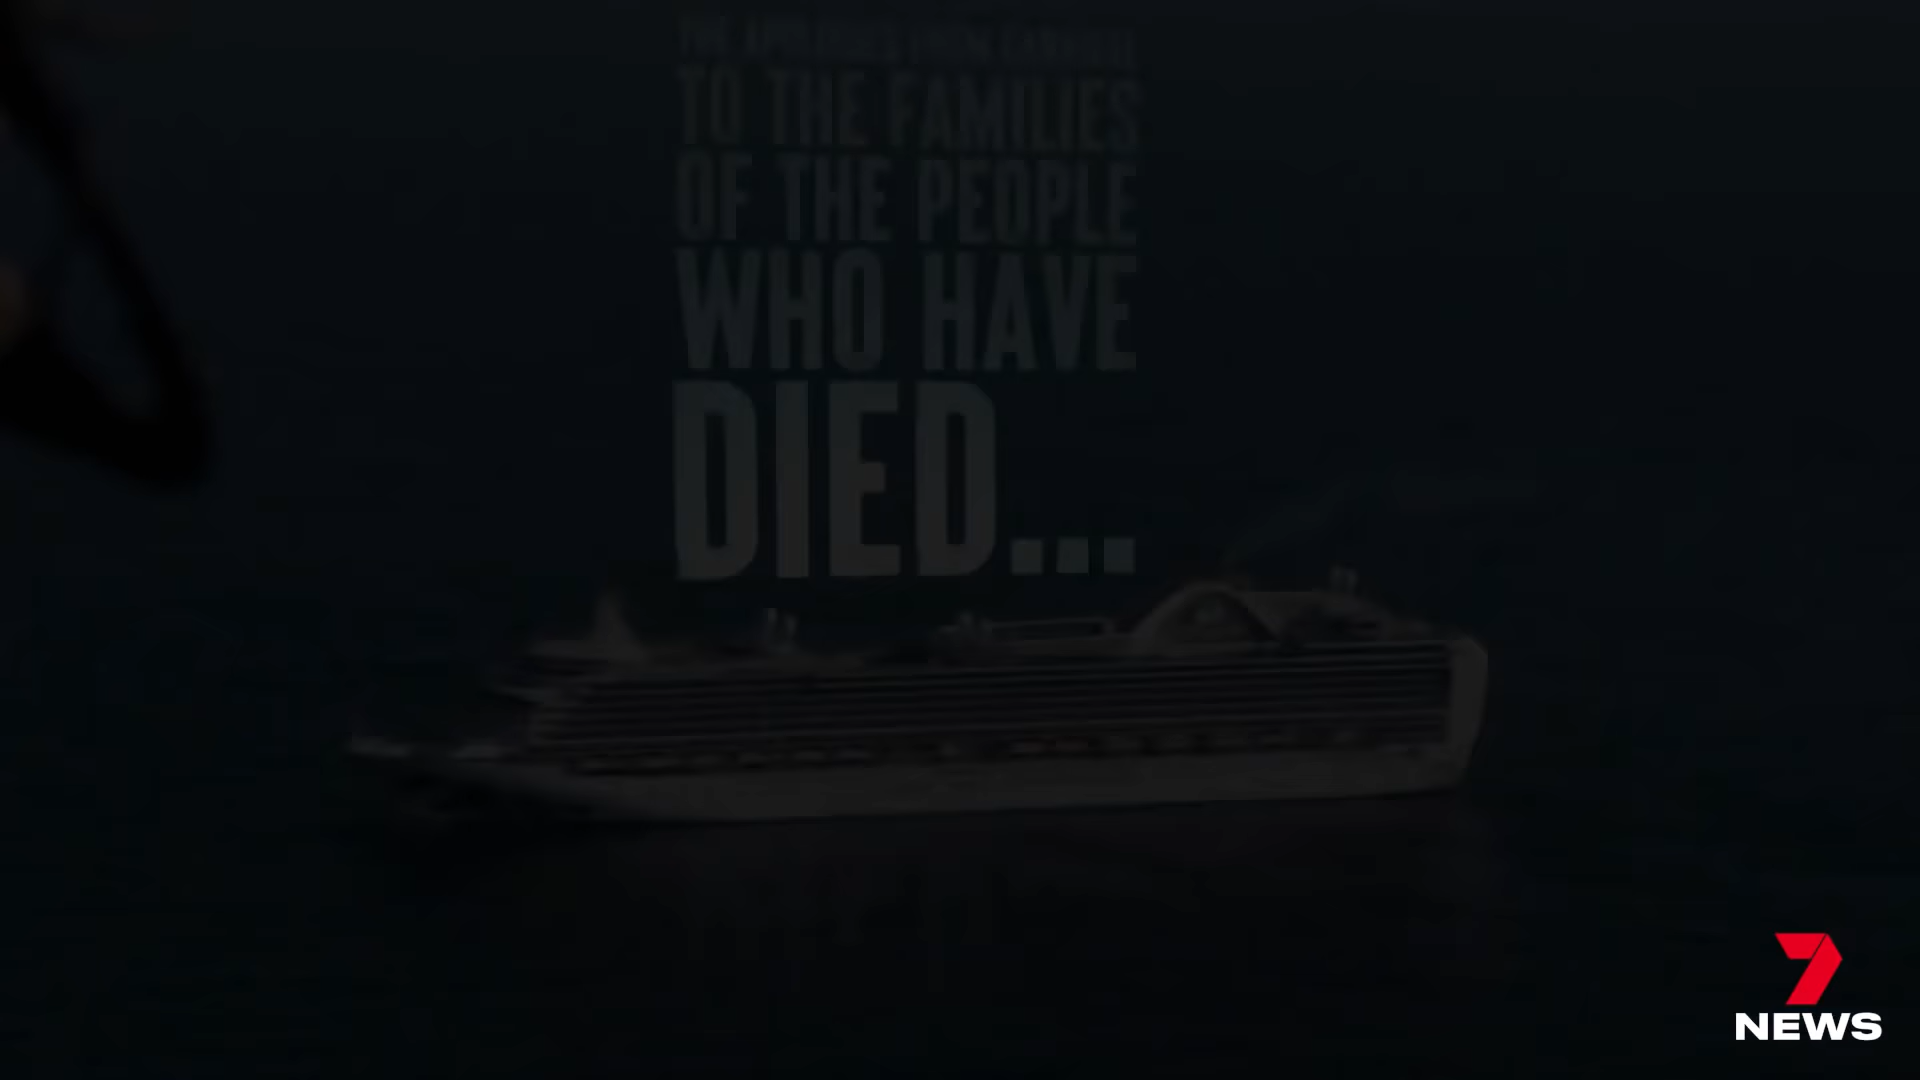 TO THE FAMILIES
OF THE PEOPLE
WHO HAVE
DIED...
7
NEWS